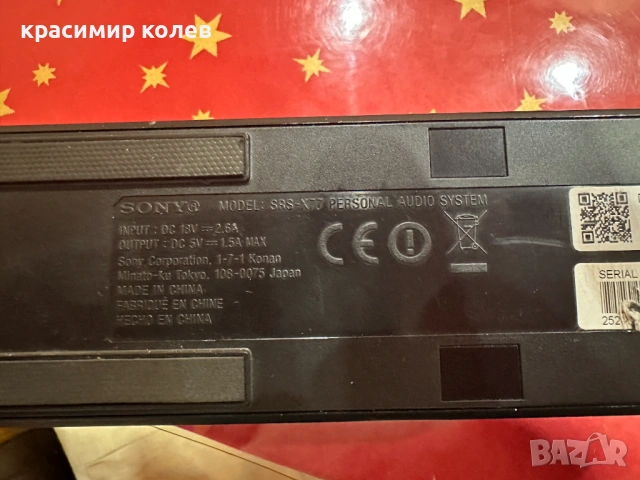 красимир колев
SONY® MODEL: SRS-X77 PERSONAL AUDIO SYSTEM
INPUT : DC 18V ⎓ 2.6A
OUTPUT : DC 5V ⎓ 1.5A MAX
Sony Corporation, 1-7-1 Konan
Minato-ku Tokyo, 108-0075 Japan
MADE IN CHINA
FABRIQUÉ EN CHINE
HECHO EN CHINA
CE
SERIAL
BAZAR